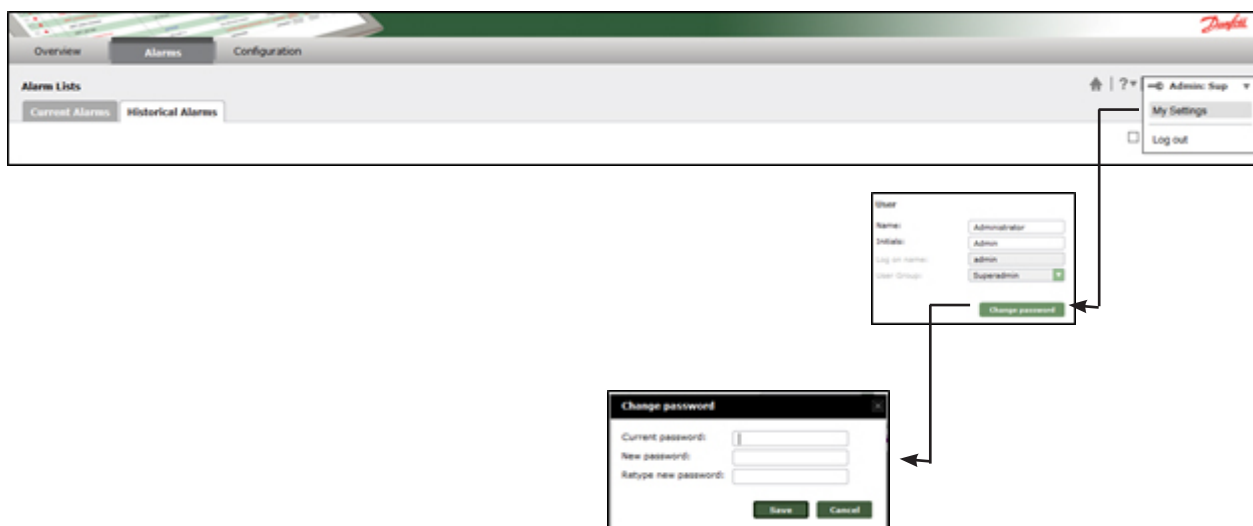 Danfoss
Overview
Alarms
Configuration
Alarm Lists
?
Admin: Sup
Current Alarms
Historical Alarms
My Settings
Log out
User
Name:
Administrator
Initials:
Admin
Log on name:
admin
User Group:
Superadmin
Change password
Change password
Current password:
New password:
Retype new password:
Save
Cancel